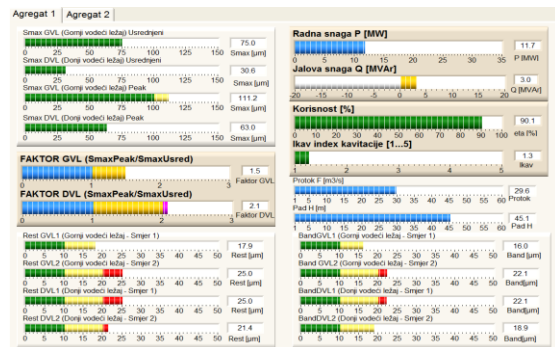 Agregat 1
Agregat 2
Smax GVL (Gornji vodeći ležaj) Usrednjeni
75.0
0 25 50 75 100 125 150 Smax [µm]
Smax DVL (Donji vodeći ležaj) Usrednjeni
30.6
0 25 50 75 100 125 150 Smax [µm]
Smax GVL (Gornji vodeći ležaj) Peak
111.2
0 25 50 75 100 125 150 Smax [µm]
Smax DVL (Donji vodeći ležaj) Peak
63.0
0 25 50 75 100 125 150 Smax [µm]
FAKTOR GVL (SmaxPeak/SmaxUsred)
1.5
0 1 2 3 Faktor GVL
FAKTOR DVL (SmaxPeak/SmaxUsred)
2.1
0 1 2 3 Faktor DVL
Rest GVL1 (Gornji vodeći ležaj - Smjer 1)
17.9
0 5 10 15 20 25 30 35 40 45 50 Rest [µm]
Rest GVL2 (Gornji vodeći ležaj - Smjer 2)
25.0
0 5 10 15 20 25 30 35 40 45 50 Rest [µm]
Rest DVL1 (Donji vodeći ležaj - Smjer 1)
25.0
0 5 10 15 20 25 30 35 40 45 50 Rest [µm]
Rest DVL2 (Donji vodeći ležaj - Smjer 2)
21.4
0 5 10 15 20 25 30 35 40 45 50 Rest [µm]
Radna snaga P [MW]
11.7
0 5 10 15 20 25 30 35 P [MW]
Jalova snaga Q [MVAr]
3.0
-20 -15 -10 -5 0 5 10 15 20 Q [MVAr]
Korisnost [%]
90.1
0 10 20 30 40 50 60 70 80 90 100 eta [%]
Ikav index kavitacije [1...5]
1.3
1 2 3 4 5 Ikav
Protok F [m3/s]
29.6
0 5 10 15 20 25 30 35 40 45 50 55 60 Protok
Pad H [m]
45.1
0 5 10 15 20 25 30 35 40 45 50 55 60 Pad H
BandGVL1 (Gornji vodeći ležaj - Smjer 1)
16.0
0 5 10 15 20 25 30 35 40 45 50 Band [µm]
Band GVL2 (Gornji vodeći ležaj - Smjer 2)
22.1
0 5 10 15 20 25 30 35 40 45 50 Band [µm]
BandDVL1 (Donji vodeći ležaj - Smjer 1)
22.1
0 5 10 15 20 25 30 35 40 45 50 Band[µm]
BandDVL2 (Donji vodeći ležaj - Smjer 2)
18.9
0 5 10 15 20 25 30 35 40 45 50 Band[µm]